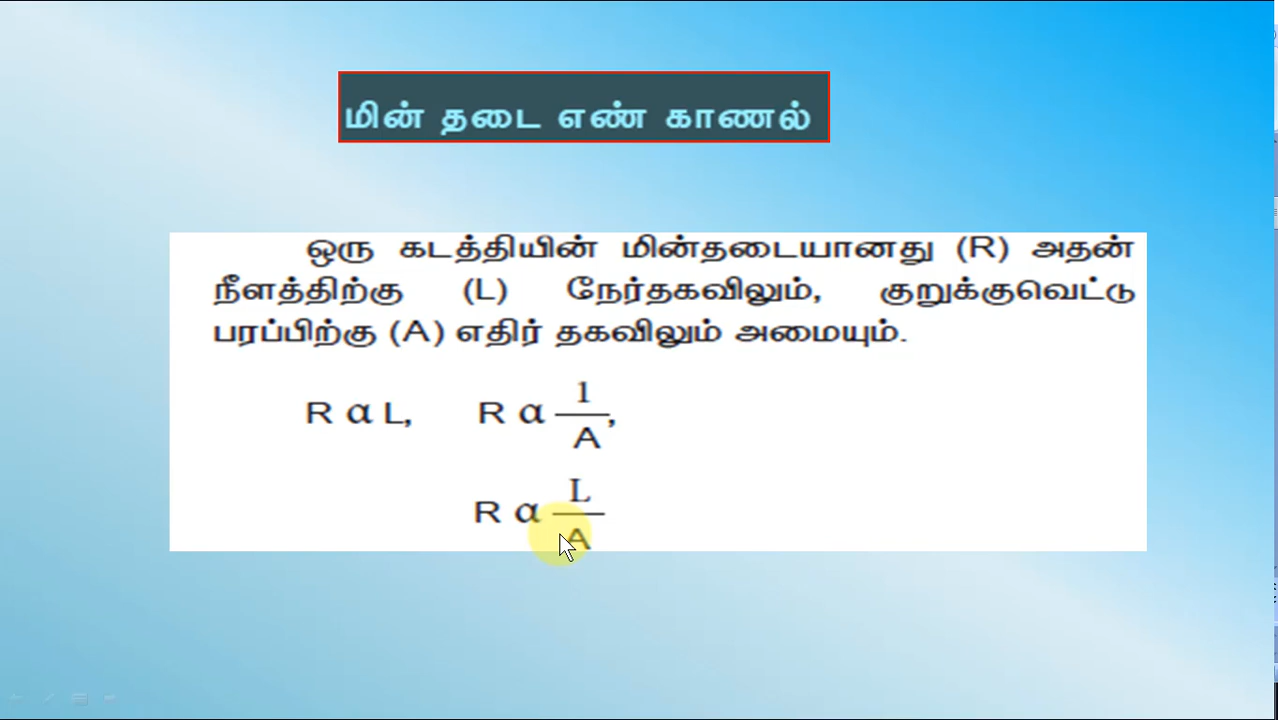 மின் தடை எண் காணல்
ஒரு கடத்தியின் மின்தடையானது (R) அதன்
நீளத்திற்கு (L) நேர்தகவிலும், குறுக்குவெட்டு
பரப்பிற்கு (A) எதிர் தகவிலும் அமையும்.
R α L, R α 1/A,
R α L/A